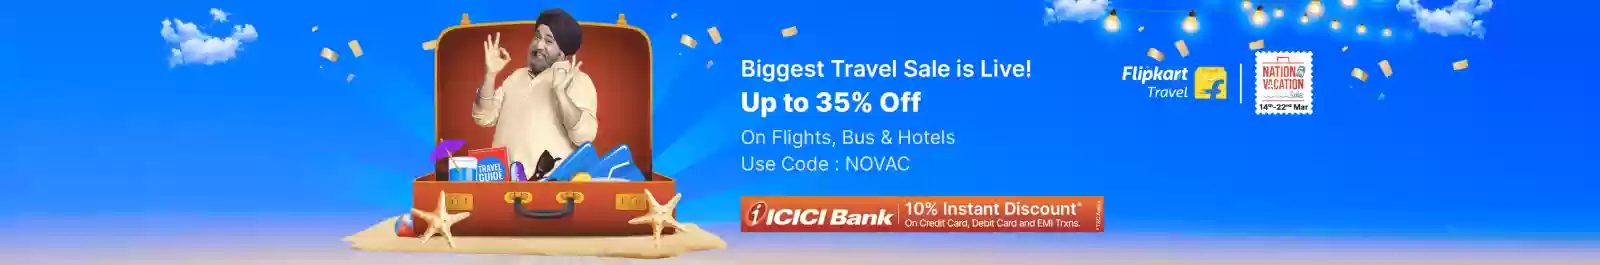 Biggest Travel Sale is Live!
Up to 35% Off
On Flights, Bus & Hotels
Use Code : NOVAC
ICICI Bank
10% Instant Discount*
On Credit Card, Debit Card and EMI Trxns.
*T&C Apply
Flipkart
Travel
NATION
VACATION
Sale
14th-22nd Mar
TRAVEL
GUIDE